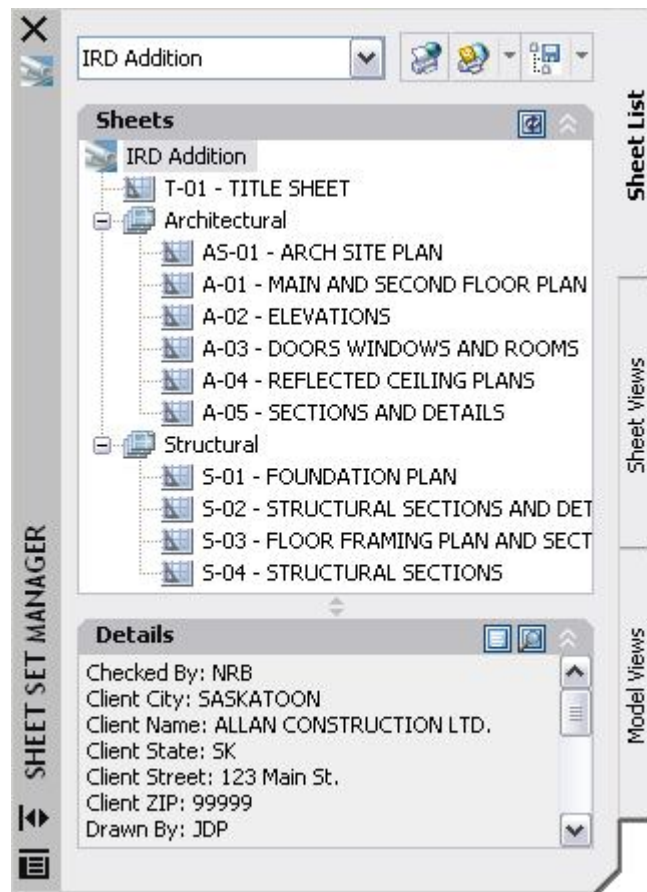 IRD Addition
Sheets
IRD Addition
T-01 - TITLE SHEET
Architectural
AS-01 - ARCH SITE PLAN
A-01 - MAIN AND SECOND FLOOR PLAN
A-02 - ELEVATIONS
A-03 - DOORS WINDOWS AND ROOMS
A-04 - REFLECTED CEILING PLANS
A-05 - SECTIONS AND DETAILS
Structural
S-01 - FOUNDATION PLAN
S-02 - STRUCTURAL SECTIONS AND DET
S-03 - FLOOR FRAMING PLAN AND SECT
S-04 - STRUCTURAL SECTIONS
Details
Checked By: NRB
Client City: SASKATOON
Client Name: ALLAN CONSTRUCTION LTD.
Client State: SK
Client Street: 123 Main St.
Client ZIP: 99999
Drawn By: JDP
SHEET SET MANAGER
Sheet List
Sheet Views
Model Views